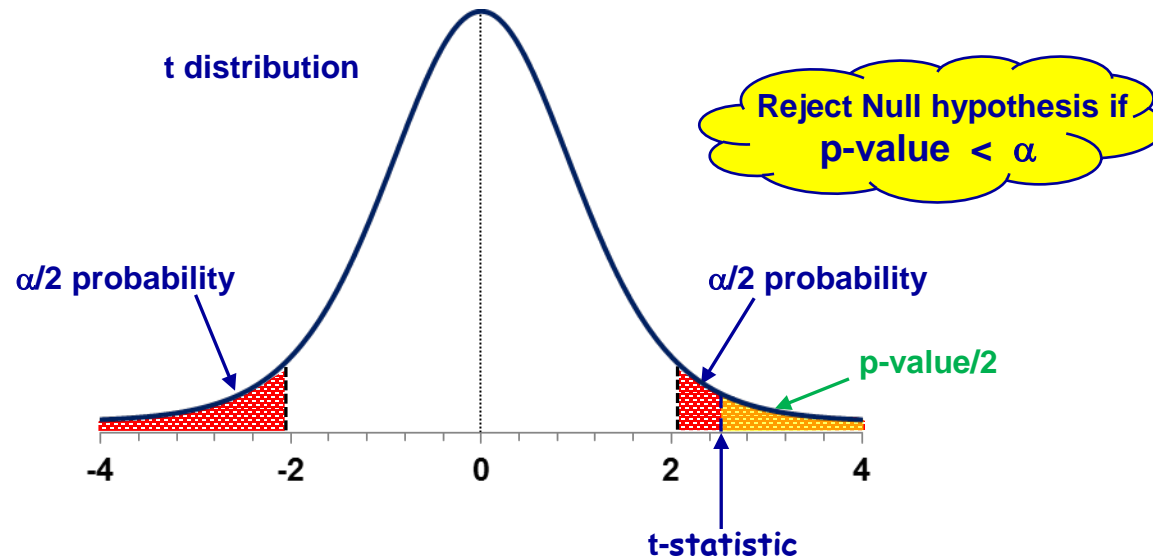 t distribution
Reject Null hypothesis if
p-value < α
α/2 probability
α/2 probability
p-value/2
-4
-2
0
2
4
t-statistic